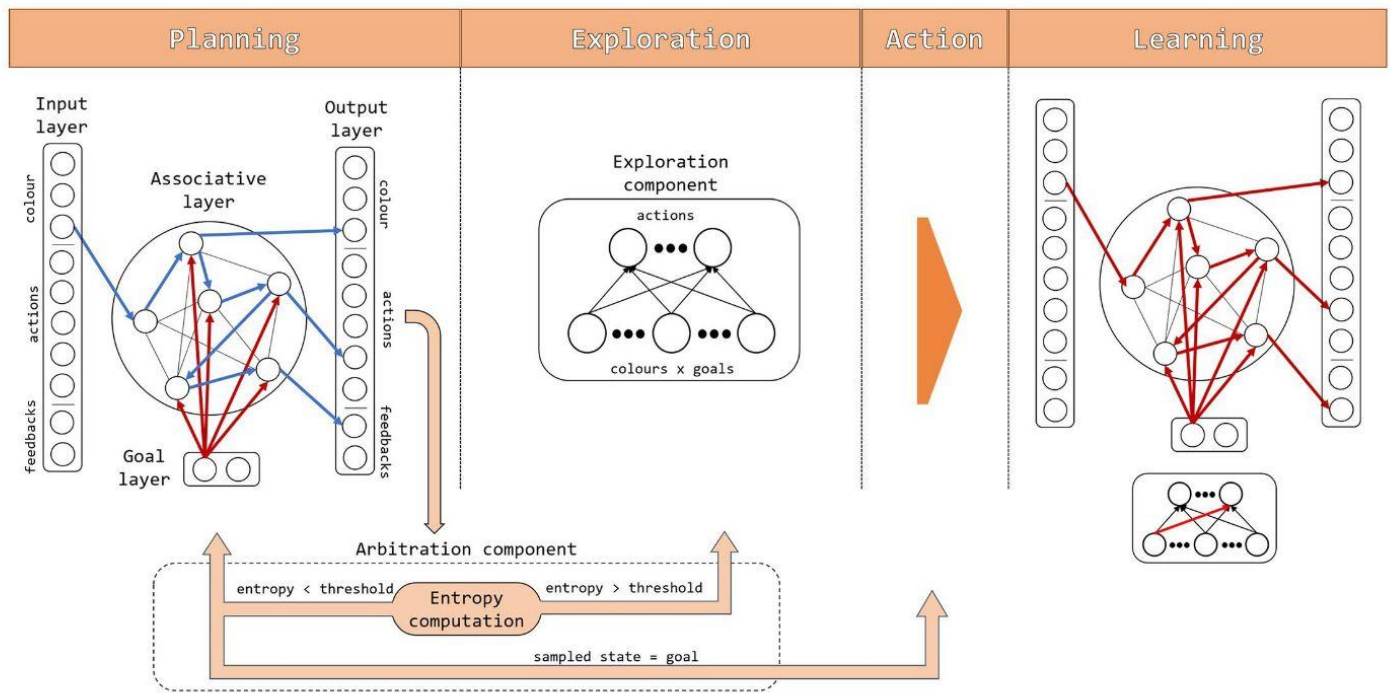 Planning
Exploration
Action
Learning
Input
layer
Output
layer
Associative
layer
colour
actions
feedbacks
colour
actions
feedbacks
Goal
layer
Exploration
component
actions
colours x goals
Arbitration component
entropy < threshold
Entropy
computation
entropy > threshold
sampled state = goal